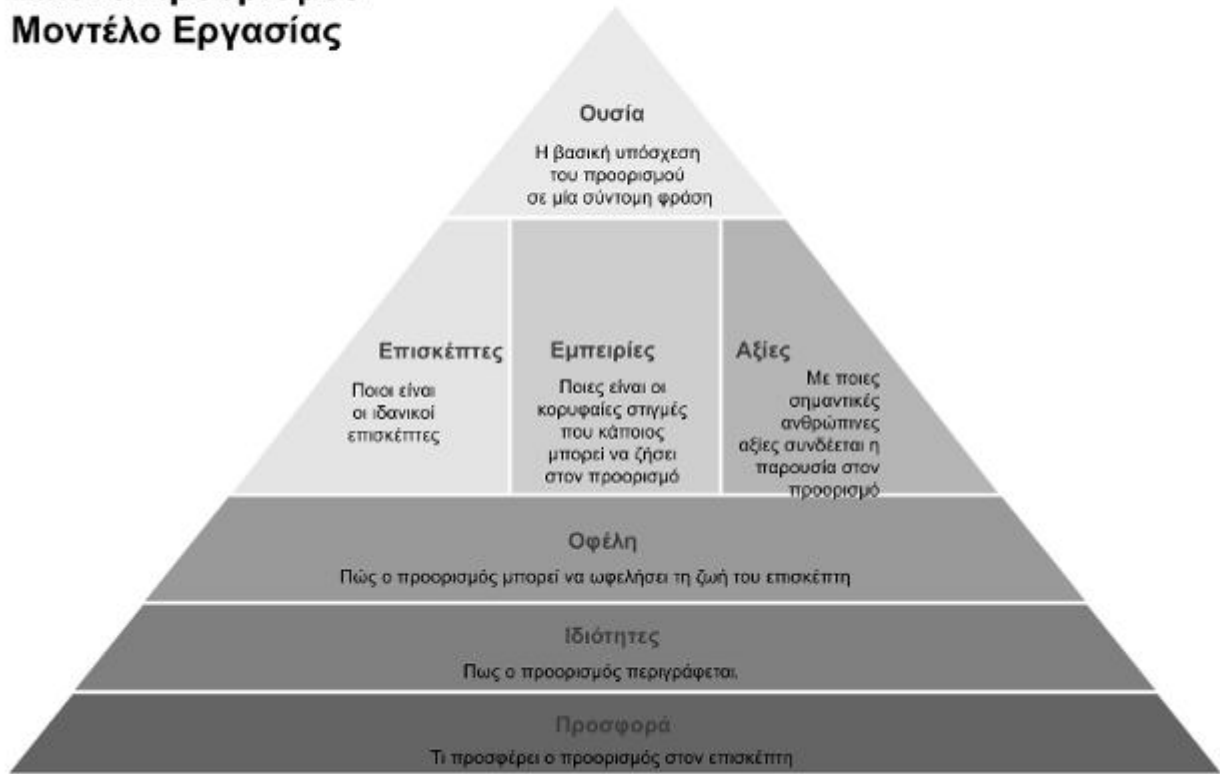 Μοντέλο Εργασίας
Ουσία
Η βασική υπόσχεση
του προορισμού
σε μία σύντομη φράση
Επισκέπτες
Ποιοι είναι
οι ιδανικοί
επισκέπτες
Εμπειρίες
Ποιες είναι οι
κορυφαίες στιγμές
που κάποιος
μπορεί να ζήσει
στον προορισμό
Αξίες
Με ποιες
σημαντικές
ανθρώπινες
αξίες συνδέεται η
παρουσία στον
προορισμό
Οφέλη
Πώς ο προορισμός μπορεί να ωφελήσει τη ζωή του επισκέπτη
Ιδιότητες
Πως ο προορισμός περιγράφεται.
Προσφορά
Τι προσφέρει ο προορισμός στον επισκέπτη